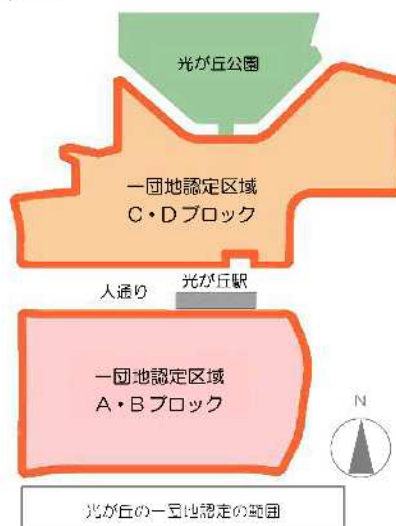 光が丘公園
一団地認定区域
C・Dブロック
光が丘駅
人通り
一団地認定区域
A・Bブロック
N
光が丘の一団地認定の範囲